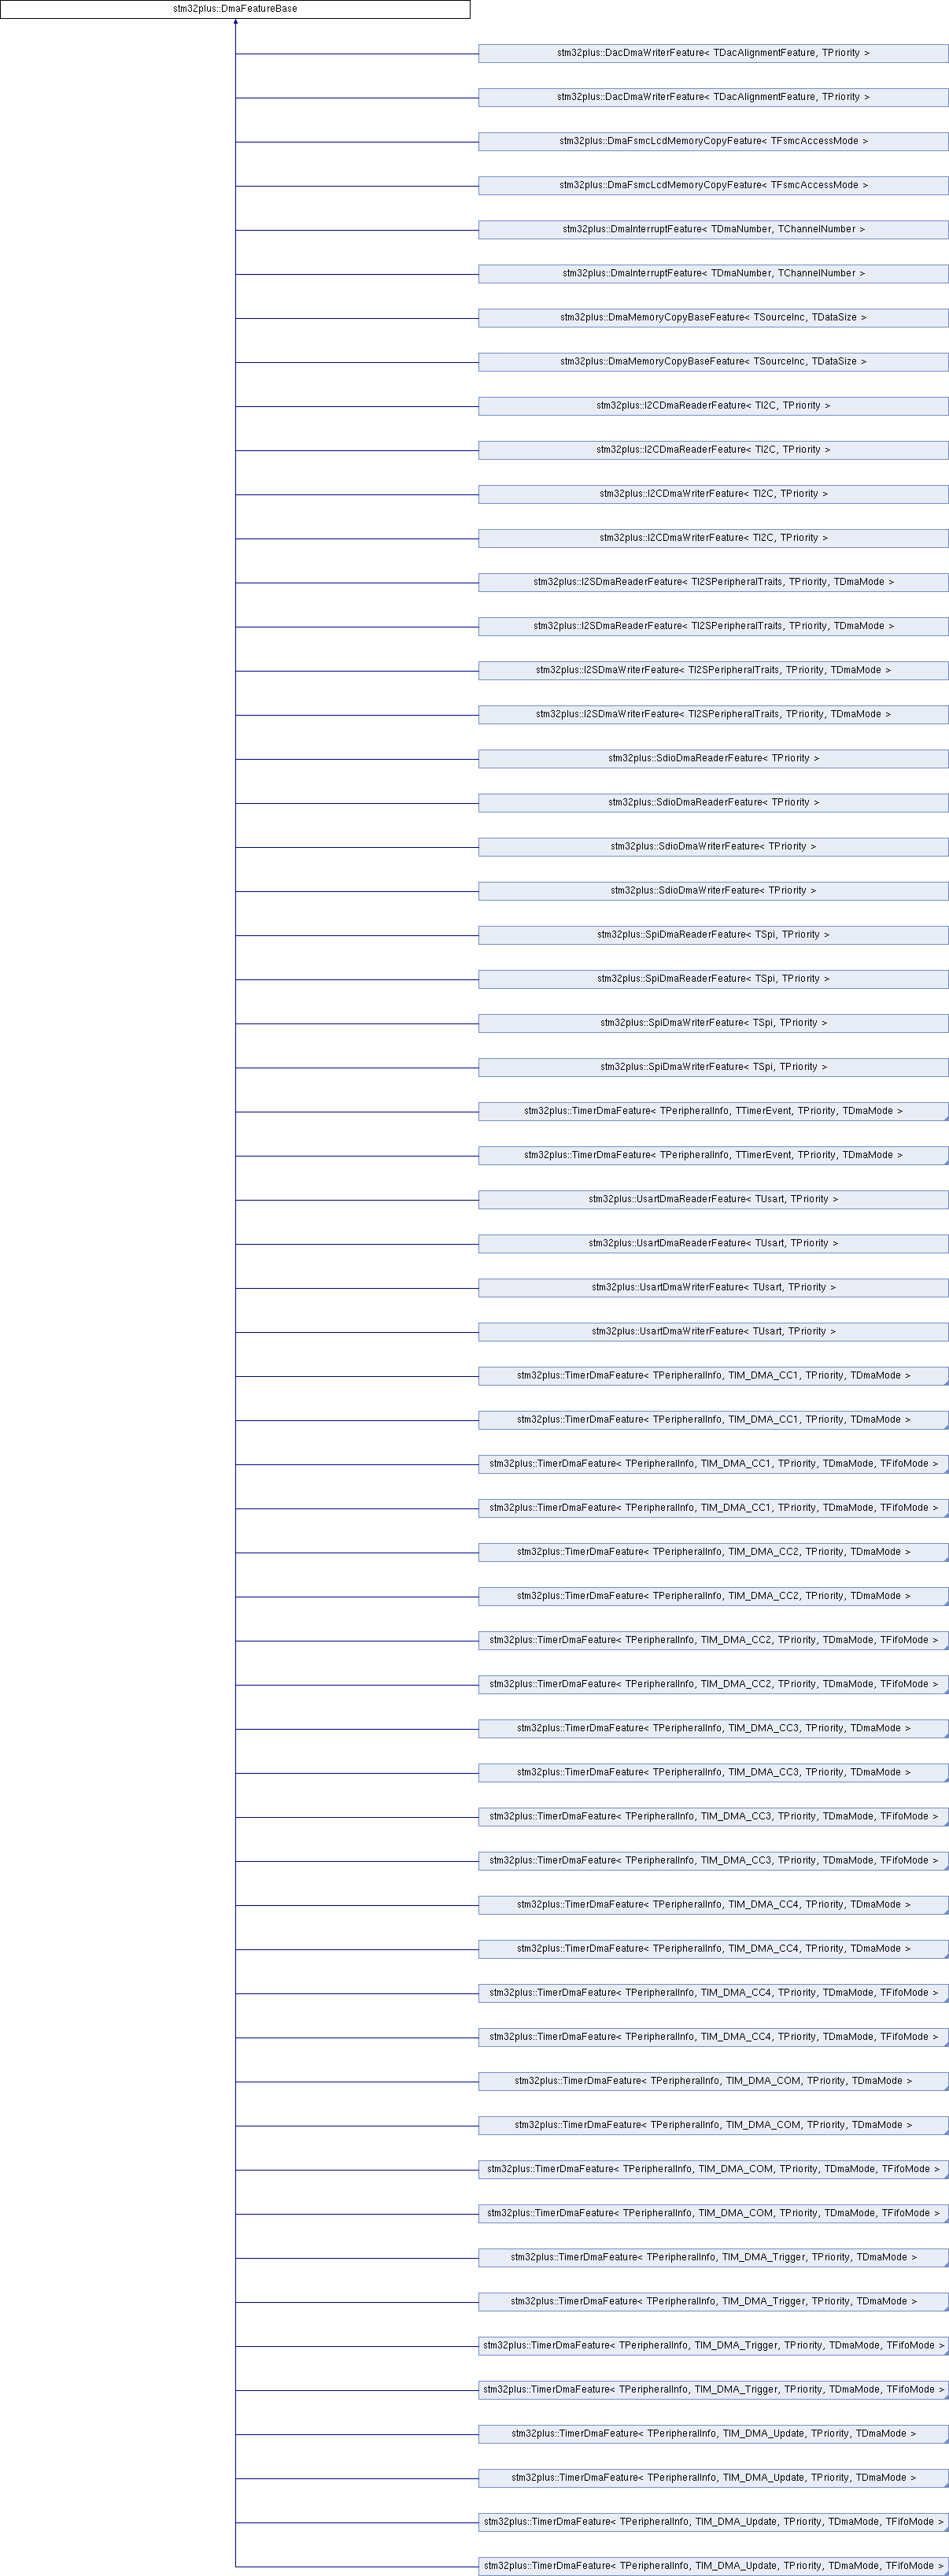 stm32plus::DmaFeatureBase
stm32plus::DacDmaWriterFeature< TDacAlignmentFeature, TPriority >
stm32plus::DacDmaWriterFeature< TDacAlignmentFeature, TPriority >
stm32plus::DmaFsmcLcdMemoryCopyFeature< TFsmcAccessMode >
stm32plus::DmaFsmcLcdMemoryCopyFeature< TFsmcAccessMode >
stm32plus::DmaInterruptFeature< TDmaNumber, TChannelNumber >
stm32plus::DmaInterruptFeature< TDmaNumber, TChannelNumber >
stm32plus::DmaMemoryCopyBaseFeature< TSourceInc, TDataSize >
stm32plus::DmaMemoryCopyBaseFeature< TSourceInc, TDataSize >
stm32plus::I2CDmaReaderFeature< TI2C, TPriority >
stm32plus::I2CDmaReaderFeature< TI2C, TPriority >
stm32plus::I2CDmaWriterFeature< TI2C, TPriority >
stm32plus::I2CDmaWriterFeature< TI2C, TPriority >
stm32plus::I2SDmaReaderFeature< TI2SPeripheralTraits, TPriority, TDmaMode >
stm32plus::I2SDmaReaderFeature< TI2SPeripheralTraits, TPriority, TDmaMode >
stm32plus::I2SDmaWriterFeature< TI2SPeripheralTraits, TPriority, TDmaMode >
stm32plus::I2SDmaWriterFeature< TI2SPeripheralTraits, TPriority, TDmaMode >
stm32plus::SdioDmaReaderFeature< TPriority >
stm32plus::SdioDmaReaderFeature< TPriority >
stm32plus::SdioDmaWriterFeature< TPriority >
stm32plus::SdioDmaWriterFeature< TPriority >
stm32plus::SpiDmaReaderFeature< TSpi, TPriority >
stm32plus::SpiDmaReaderFeature< TSpi, TPriority >
stm32plus::SpiDmaWriterFeature< TSpi, TPriority >
stm32plus::SpiDmaWriterFeature< TSpi, TPriority >
stm32plus::TimerDmaFeature< TPeripheralInfo, TTimerEvent, TPriority, TDmaMode >
stm32plus::TimerDmaFeature< TPeripheralInfo, TTimerEvent, TPriority, TDmaMode >
stm32plus::UsartDmaReaderFeature< TUsart, TPriority >
stm32plus::UsartDmaReaderFeature< TUsart, TPriority >
stm32plus::UsartDmaWriterFeature< TUsart, TPriority >
stm32plus::UsartDmaWriterFeature< TUsart, TPriority >
stm32plus::TimerDmaFeature< TPeripheralInfo, TIM_DMA_CC1, TPriority, TDmaMode >
stm32plus::TimerDmaFeature< TPeripheralInfo, TIM_DMA_CC1, TPriority, TDmaMode >
stm32plus::TimerDmaFeature< TPeripheralInfo, TIM_DMA_CC1, TPriority, TDmaMode, TFifoMode >
stm32plus::TimerDmaFeature< TPeripheralInfo, TIM_DMA_CC1, TPriority, TDmaMode, TFifoMode >
stm32plus::TimerDmaFeature< TPeripheralInfo, TIM_DMA_CC2, TPriority, TDmaMode >
stm32plus::TimerDmaFeature< TPeripheralInfo, TIM_DMA_CC2, TPriority, TDmaMode >
stm32plus::TimerDmaFeature< TPeripheralInfo, TIM_DMA_CC2, TPriority, TDmaMode, TFifoMode >
stm32plus::TimerDmaFeature< TPeripheralInfo, TIM_DMA_CC2, TPriority, TDmaMode, TFifoMode >
stm32plus::TimerDmaFeature< TPeripheralInfo, TIM_DMA_CC3, TPriority, TDmaMode >
stm32plus::TimerDmaFeature< TPeripheralInfo, TIM_DMA_CC3, TPriority, TDmaMode >
stm32plus::TimerDmaFeature< TPeripheralInfo, TIM_DMA_CC3, TPriority, TDmaMode, TFifoMode >
stm32plus::TimerDmaFeature< TPeripheralInfo, TIM_DMA_CC3, TPriority, TDmaMode, TFifoMode >
stm32plus::TimerDmaFeature< TPeripheralInfo, TIM_DMA_CC4, TPriority, TDmaMode >
stm32plus::TimerDmaFeature< TPeripheralInfo, TIM_DMA_CC4, TPriority, TDmaMode >
stm32plus::TimerDmaFeature< TPeripheralInfo, TIM_DMA_CC4, TPriority, TDmaMode, TFifoMode >
stm32plus::TimerDmaFeature< TPeripheralInfo, TIM_DMA_CC4, TPriority, TDmaMode, TFifoMode >
stm32plus::TimerDmaFeature< TPeripheralInfo, TIM_DMA_COM, TPriority, TDmaMode >
stm32plus::TimerDmaFeature< TPeripheralInfo, TIM_DMA_COM, TPriority, TDmaMode >
stm32plus::TimerDmaFeature< TPeripheralInfo, TIM_DMA_COM, TPriority, TDmaMode, TFifoMode >
stm32plus::TimerDmaFeature< TPeripheralInfo, TIM_DMA_COM, TPriority, TDmaMode, TFifoMode >
stm32plus::TimerDmaFeature< TPeripheralInfo, TIM_DMA_Trigger, TPriority, TDmaMode >
stm32plus::TimerDmaFeature< TPeripheralInfo, TIM_DMA_Trigger, TPriority, TDmaMode >
stm32plus::TimerDmaFeature< TPeripheralInfo, TIM_DMA_Trigger, TPriority, TDmaMode, TFifoMode >
stm32plus::TimerDmaFeature< TPeripheralInfo, TIM_DMA_Trigger, TPriority, TDmaMode, TFifoMode >
stm32plus::TimerDmaFeature< TPeripheralInfo, TIM_DMA_Update, TPriority, TDmaMode >
stm32plus::TimerDmaFeature< TPeripheralInfo, TIM_DMA_Update, TPriority, TDmaMode >
stm32plus::TimerDmaFeature< TPeripheralInfo, TIM_DMA_Update, TPriority, TDmaMode, TFifoMode >
stm32plus::TimerDmaFeature< TPeripheralInfo, TIM_DMA_Update, TPriority, TDmaMode, TFifoMode >